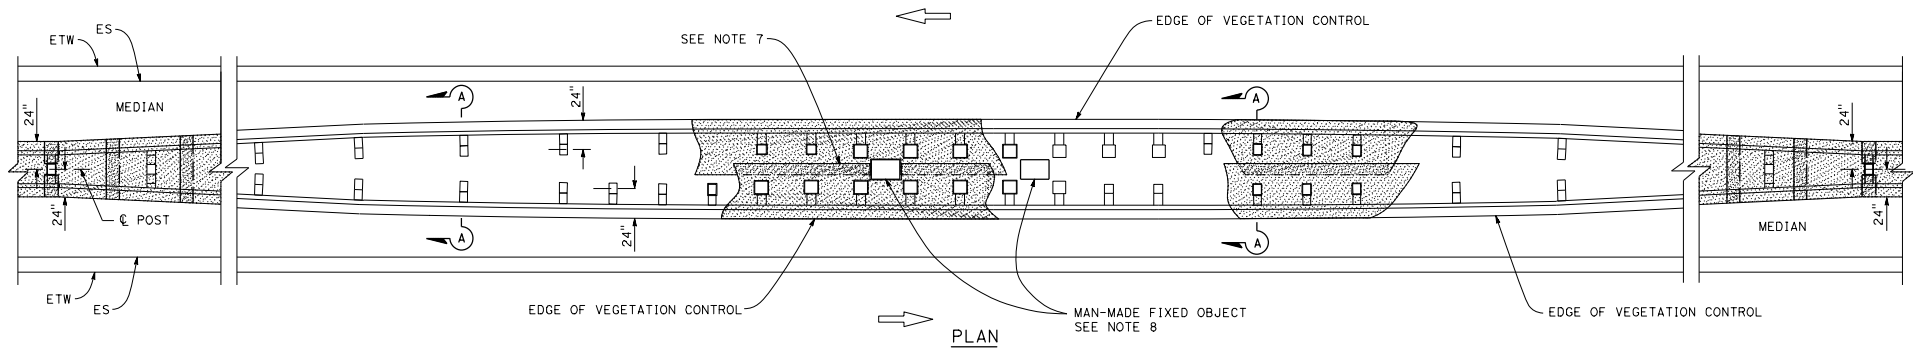 EDGE OF VEGETATION CONTROL
ES
ETW
SEE NOTE 7
A
24"
A
MEDIAN
24"
24"
℄ POST
24"
24"
24"
MEDIAN
A
A
24"
ETW
ES
EDGE OF VEGETATION CONTROL
MAN-MADE FIXED OBJECT
SEE NOTE 8
EDGE OF VEGETATION CONTROL
PLAN